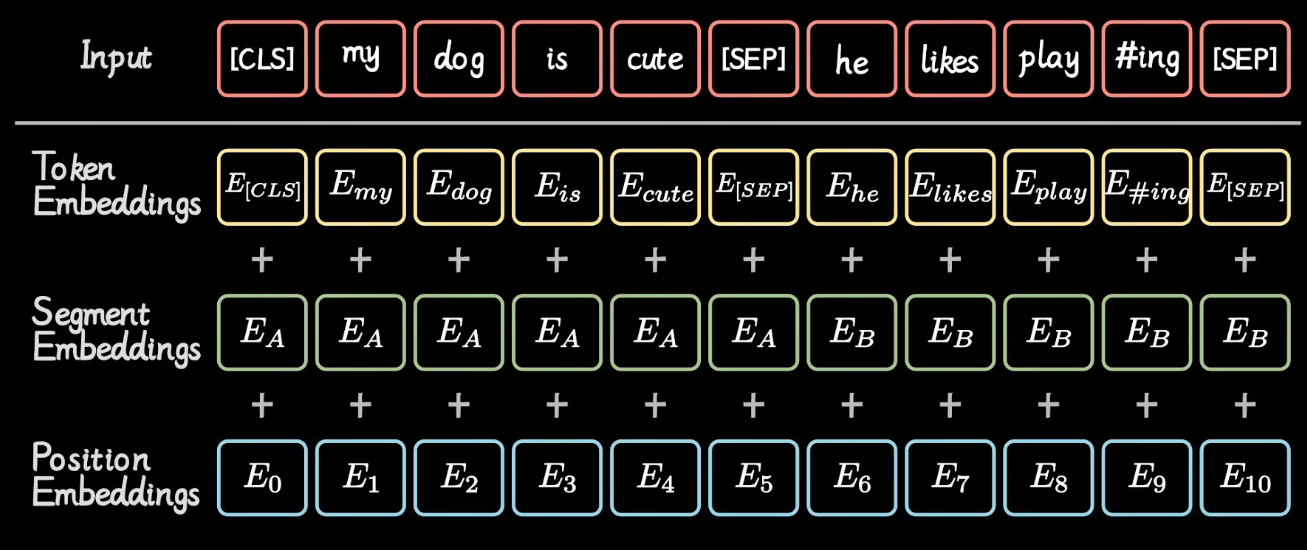 Input [CLS] my dog is cute [SEP] he likes play #ing [SEP]
Token
Embeddings
E[CLS] Emy Edog Eis Ecute E[SEP] Ehe Elikes Eplay E#ing E[SEP]
+ + + + + + + + + + +
Segment
Embeddings
EA EA EA EA EA EA EB EB EB EB EB
+ + + + + + + + + + +
Position
Embeddings
E0 E1 E2 E3 E4 E5 E6 E7 E8 E9 E10